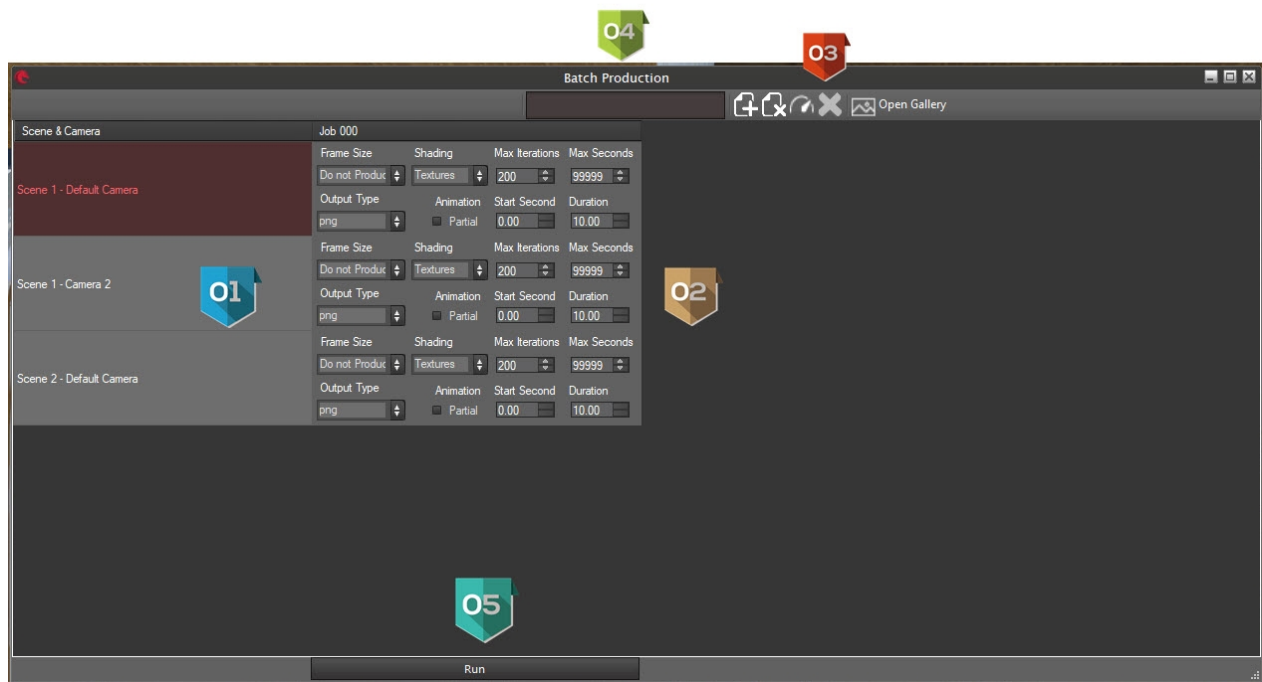 04
03
Batch Production
Open Gallery
Scene & Camera Job 000
Frame Size Shading Max Iterations Max Seconds
Scene 1 - Default Camera Do not Produc Textures 200 99999
Output Type Animation Start Second Duration
png Partial 0.00 10.00
Frame Size Shading Max Iterations Max Seconds
Scene 1 - Camera 2 01 Do not Produc Textures 200 99999 02
Output Type Animation Start Second Duration
png Partial 0.00 10.00
Frame Size Shading Max Iterations Max Seconds
Scene 2 - Default Camera Do not Produc Textures 200 99999
Output Type Animation Start Second Duration
png Partial 0.00 10.00
05
Run